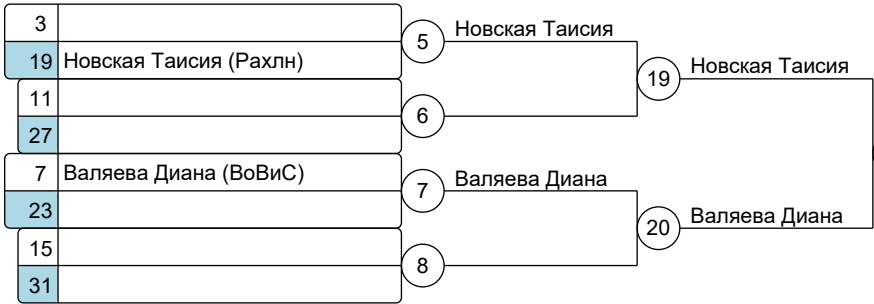 3
19 Новская Таисия (Рахлн)
11
27
7 Валяева Диана (ВоВиС)
23
15
31
5 Новская Таисия
6
7 Валяева Диана
8
19 Новская Таисия
20 Валяева Диана